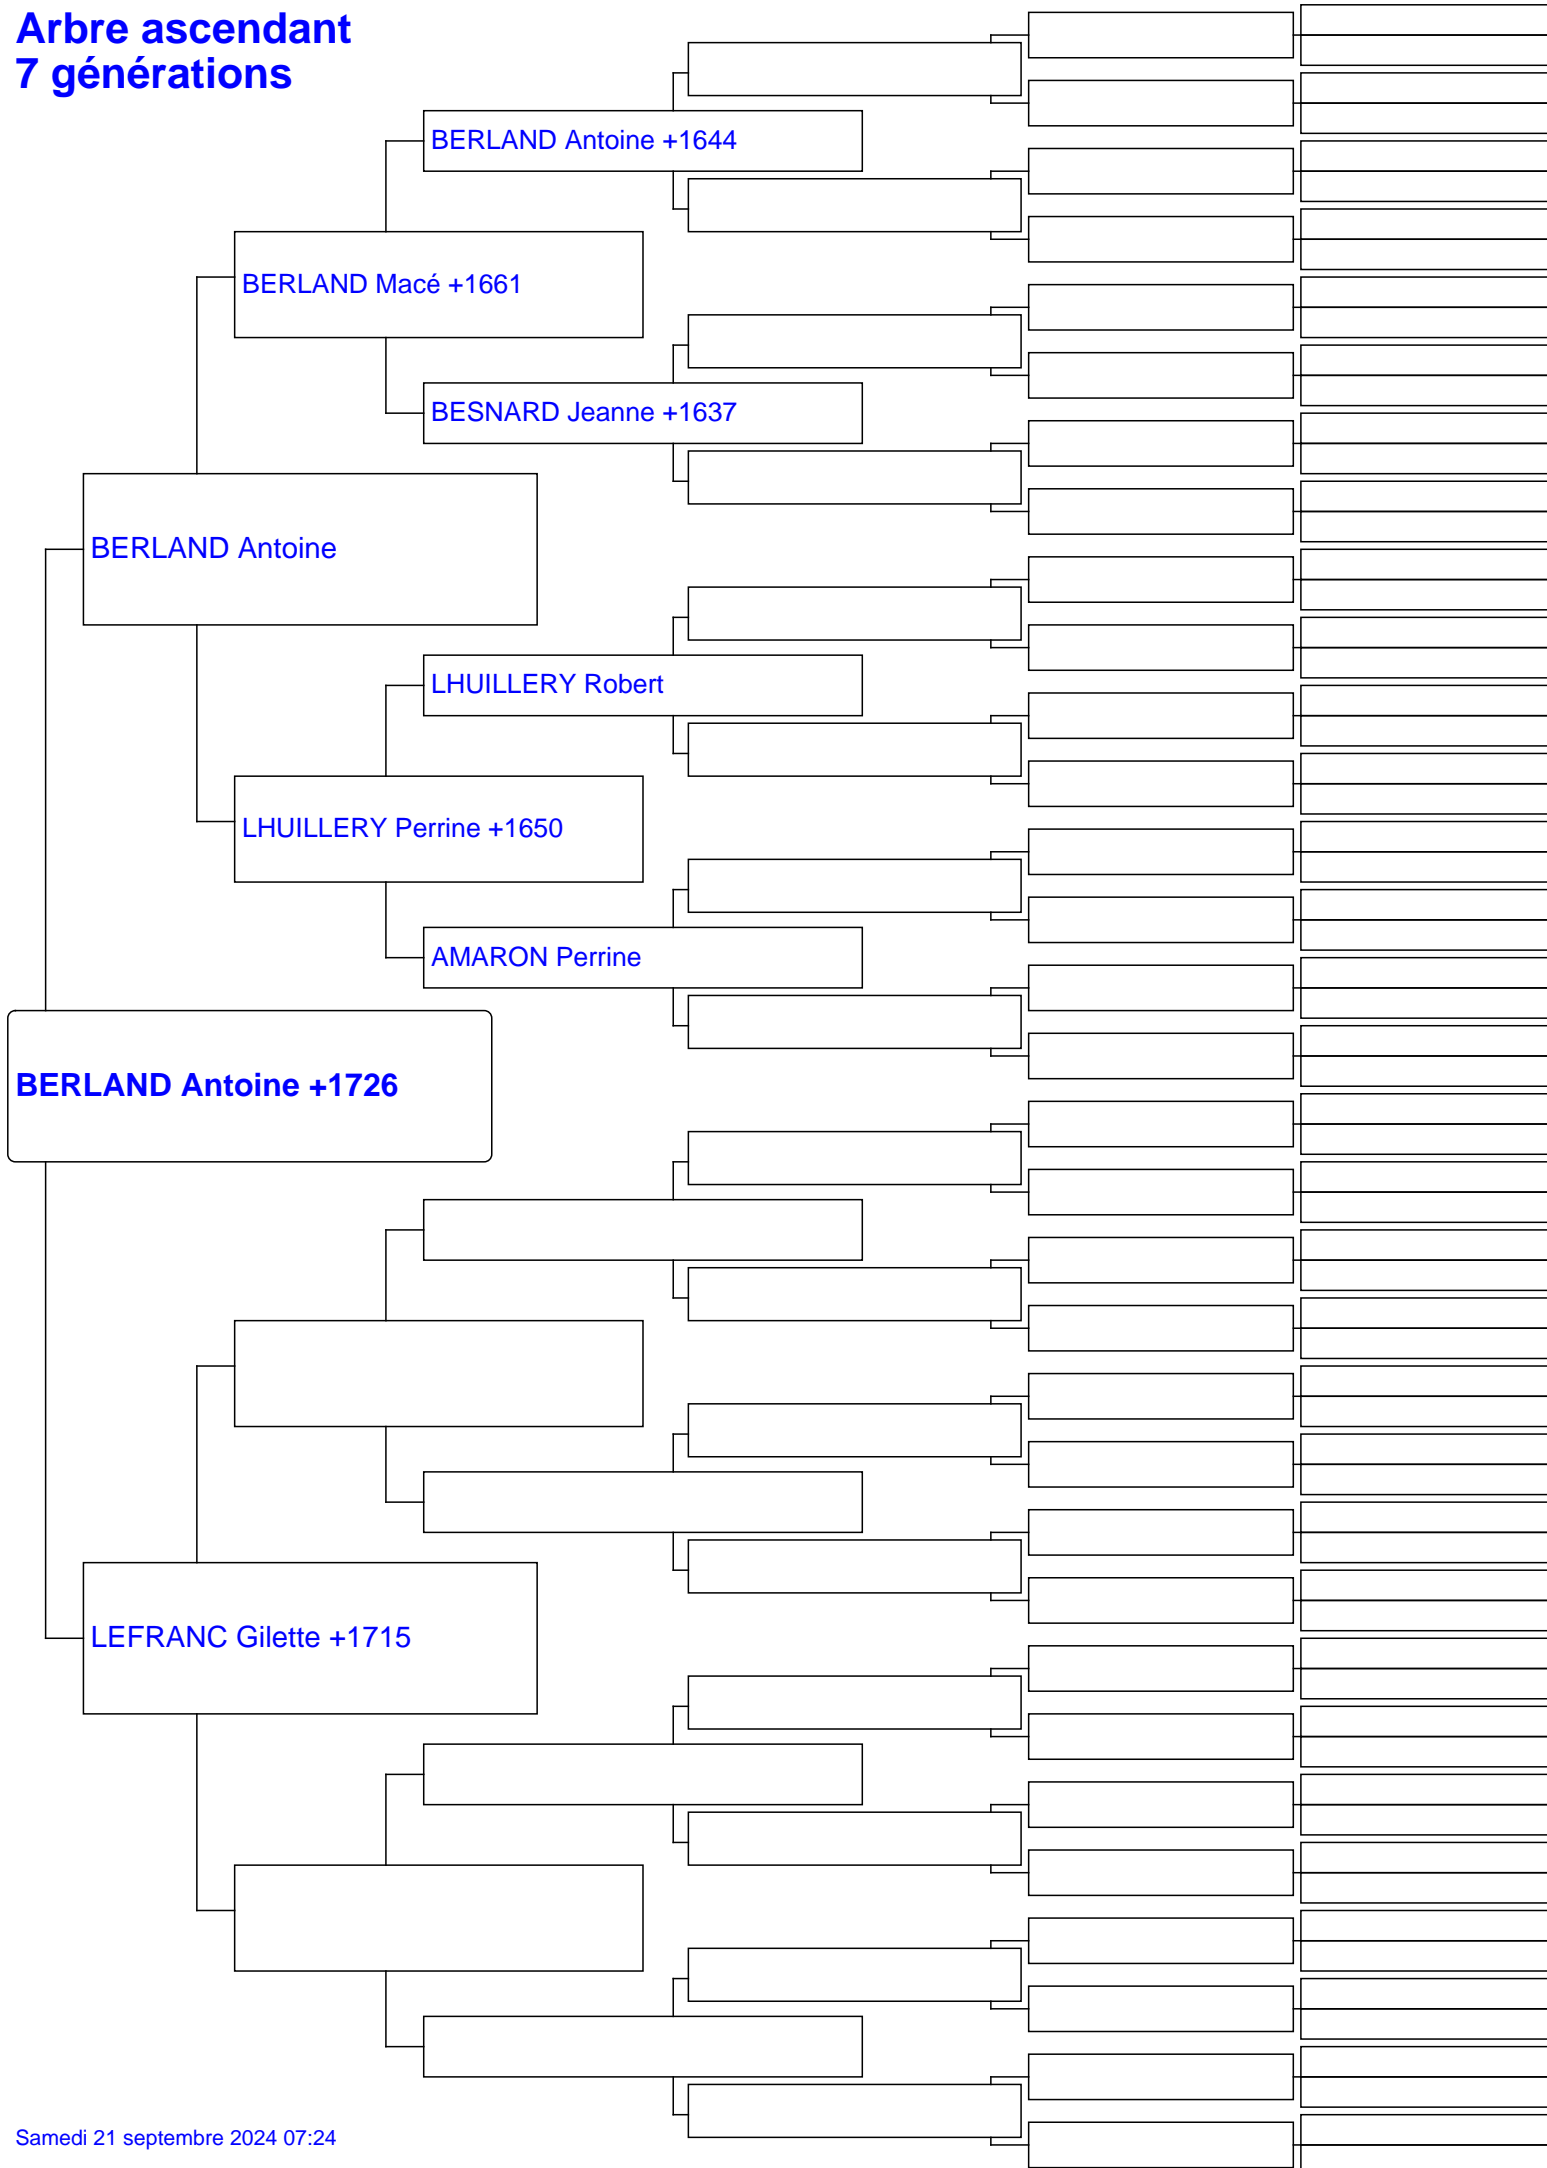 Arbre ascendant
7 générations
BERLAND Antoine +1644
BERLAND Macé +1661
BESNARD Jeanne +1637
BERLAND Antoine
LHUILLERY Robert
LHUILLERY Perrine +1650
AMARON Perrine
BERLAND Antoine +1726
LEFRANC Gilette +1715
Samedi 21 septembre 2024 07:24